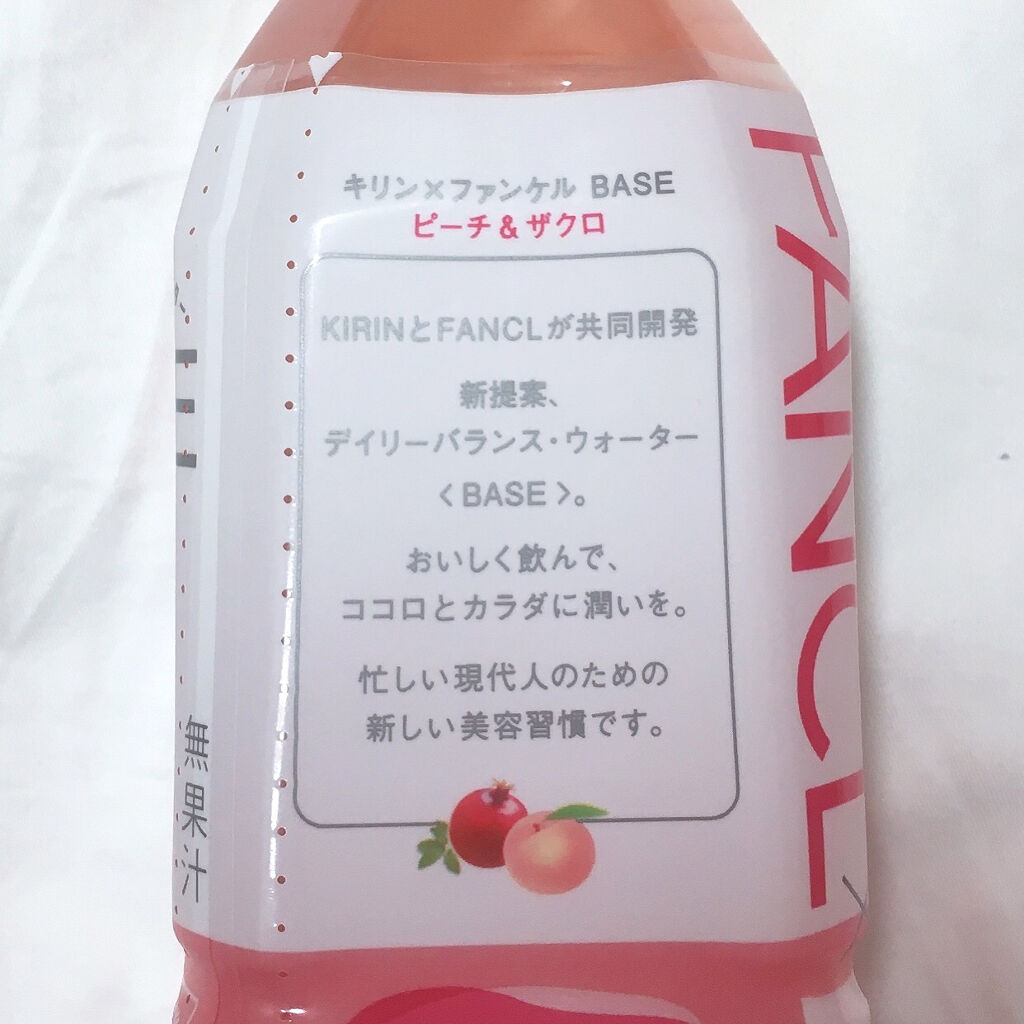 キリン×ファンケル BASE
ピーチ&ザクロ
KIRINとFANCLが共同開発
新提案、
デイリーバランス・ウォーター
〈BASE〉。
おいしく飲んで、
ココロとカラダに潤いを。
忙しい現代人のための
新しい美容習慣です。
無果汁
FANCL